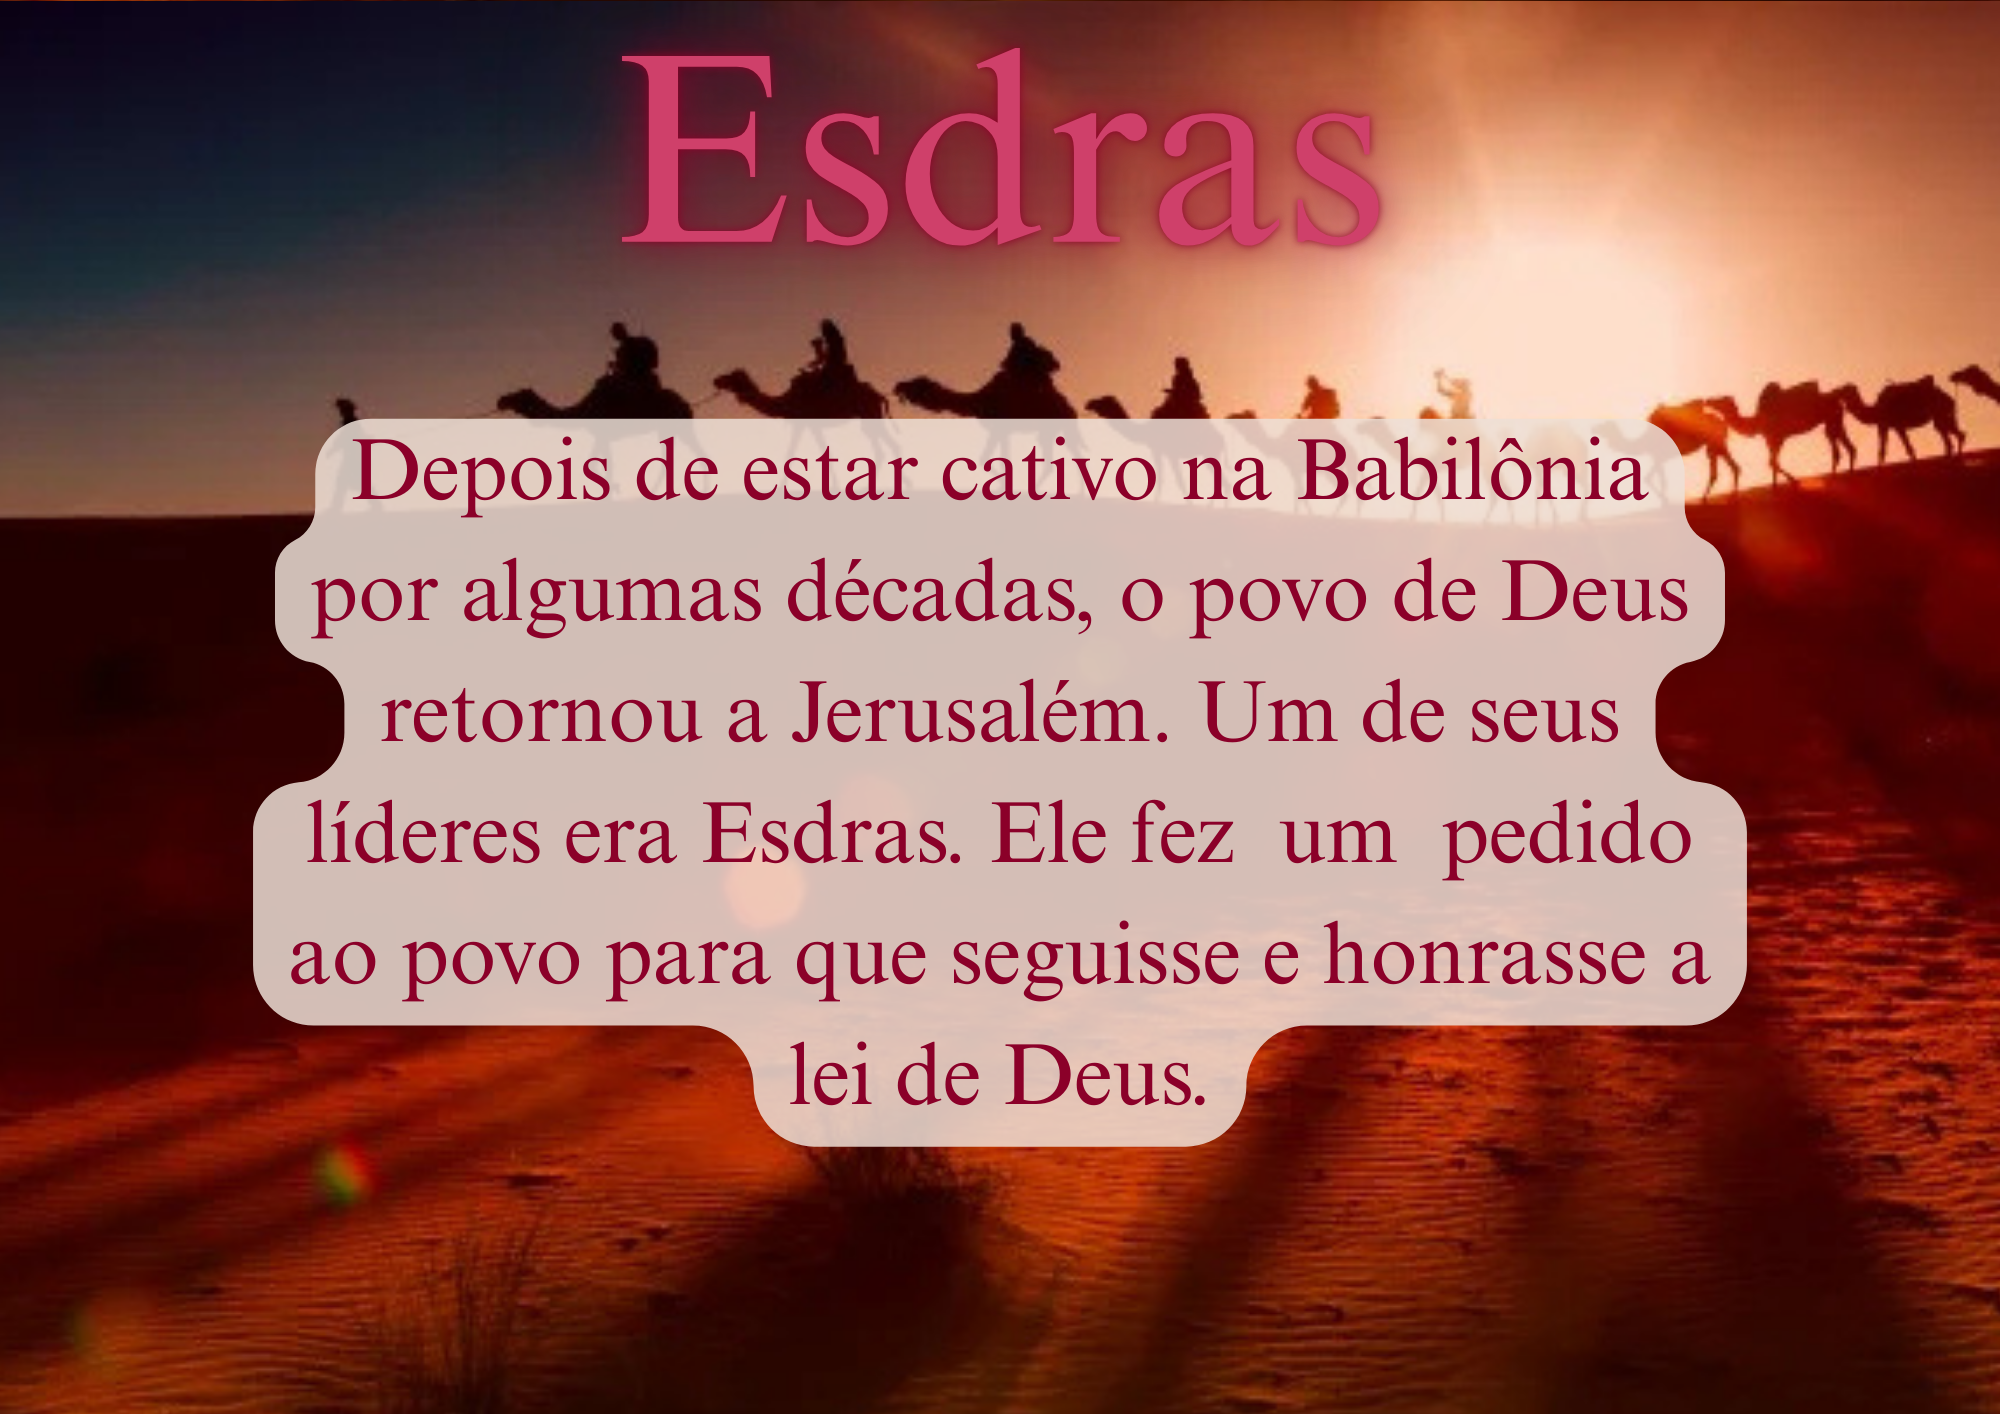 Esdras
Depois de estar cativo na Babilônia
por algumas décadas, o povo de Deus
retornou a Jerusalém. Um de seus
líderes era Esdras. Ele fez  um  pedido
ao povo para que seguisse e honrasse a
lei de Deus.